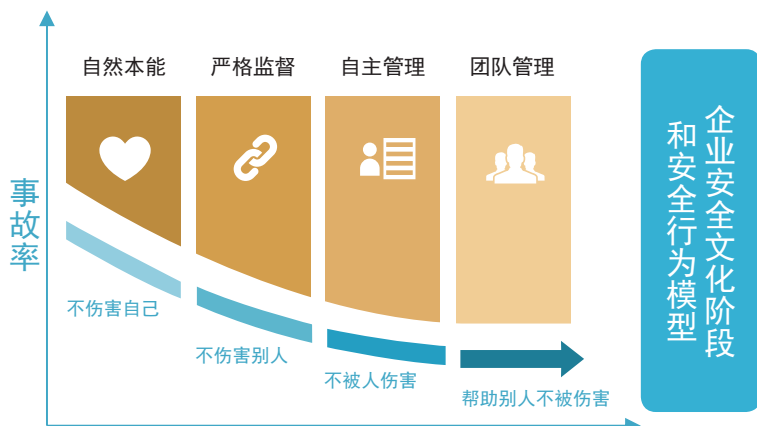 自然本能
严格监督
自主管理
团队管理
事故率
不伤害自己
不伤害别人
不被人伤害
帮助别人不被伤害
企业安全文化阶段
和安全行为模型